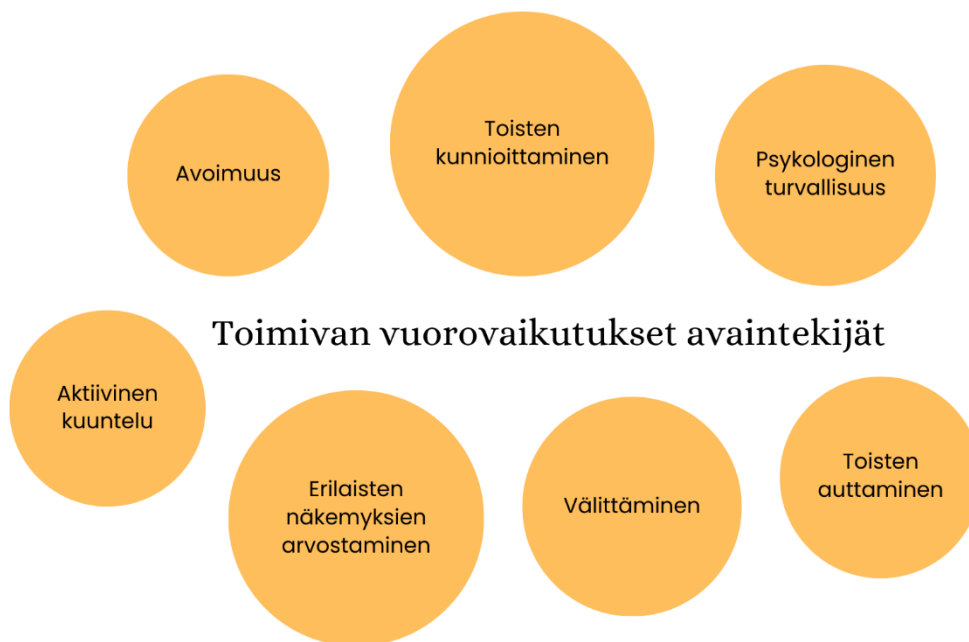 Avoimuus
Toisten
kunnioittaminen
Psykologinen
turvallisuus
Toimivan vuorovaikutukset avaintekijät
Aktiivinen
kuuntelu
Erilaisten
näkemyksien
arvostaminen
Välittäminen
Toisten
auttaminen